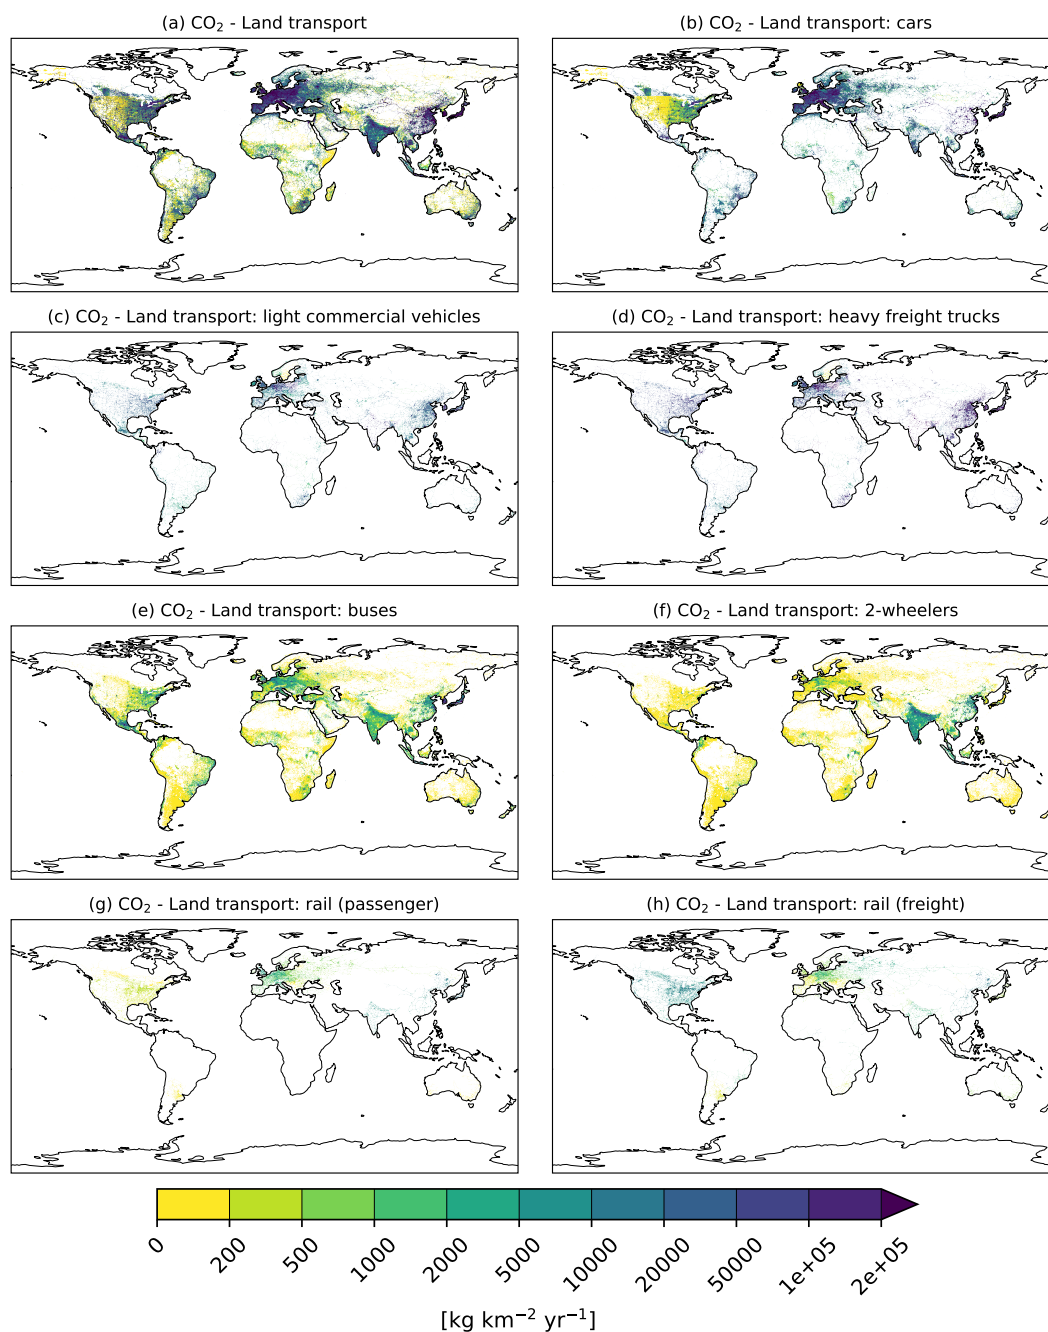 (a) CO₂ - Land transport
(b) CO₂ - Land transport: cars
(c) CO₂ - Land transport: light commercial vehicles
(d) CO₂ - Land transport: heavy freight trucks
(e) CO₂ - Land transport: buses
(f) CO₂ - Land transport: 2-wheelers
(g) CO₂ - Land transport: rail (passenger)
(h) CO₂ - Land transport: rail (freight)
0 200 500 1000 2000 5000 10000 20000 50000 1e+05 2e+05
[kg km⁻² yr⁻¹]